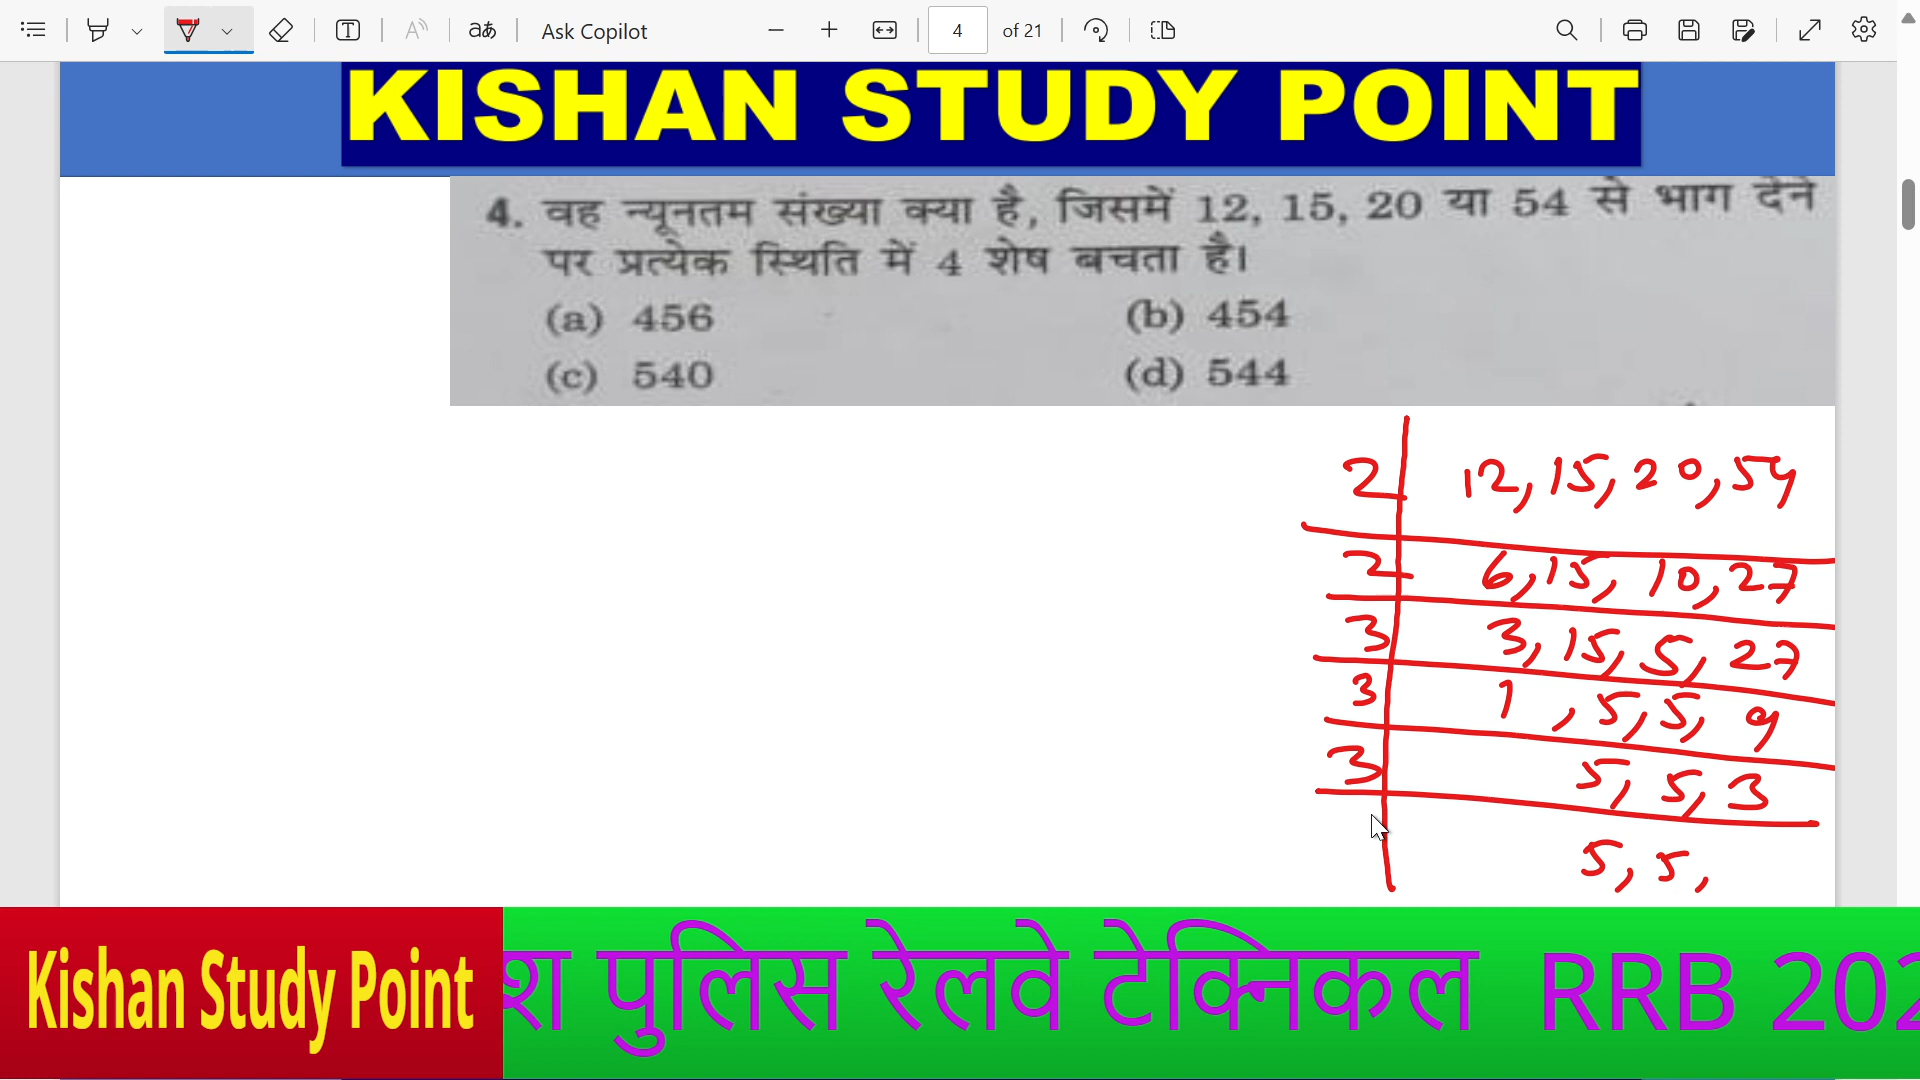 Ask Copilot 4 of 21
KISHAN STUDY POINT
4. वह न्यूनतम संख्या क्या है, जिसमें 12, 15, 20 या 54 से भाग देने
पर प्रत्येक स्थिति में 4 शेष बचता है।
(a) 456 (b) 454
(c) 540 (d) 544
2 12, 15, 20, 54
2 6, 15, 10, 27
3 3, 15, 5, 27
3 1, 5, 5, 9
3 5, 5, 3
5, 5,
Kishan Study Point
श पुलिस रेलवे टेक्निकल RRB 202